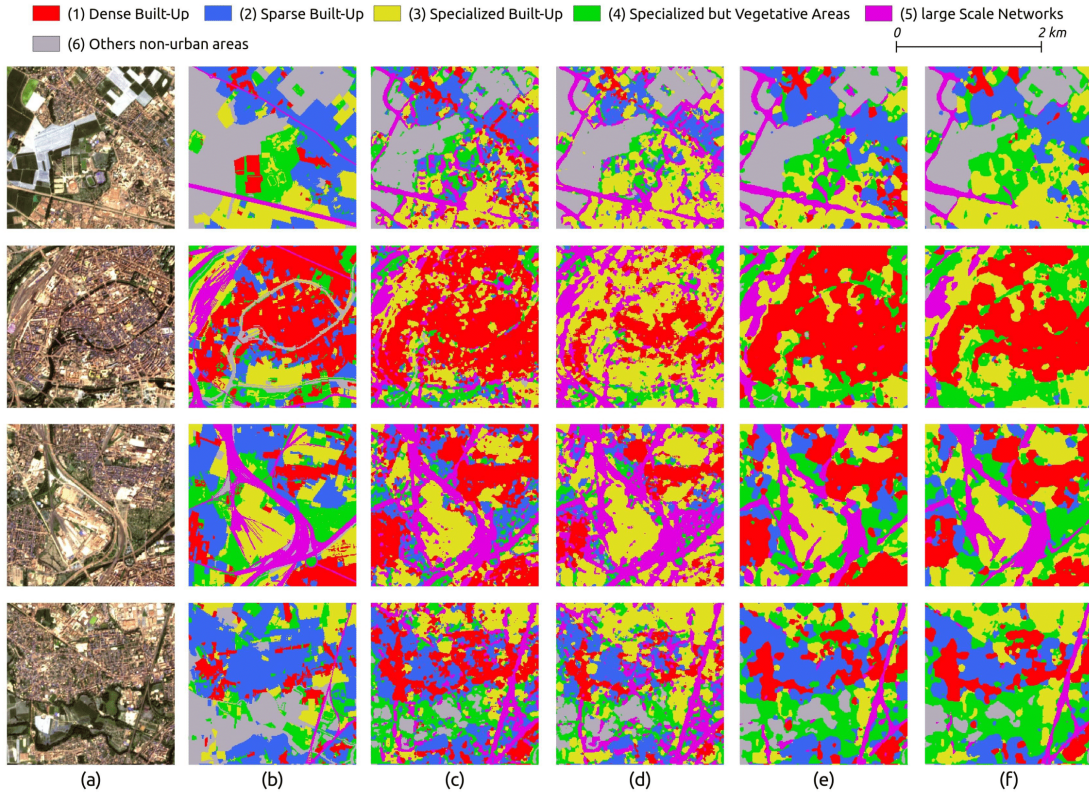 (1) Dense Built-Up (2) Sparse Built-Up (3) Specialized Built-Up (4) Specialized but Vegetative Areas (5) large Scale Networks
(6) Others non-urban areas
0 2 km
(a) (b) (c) (d) (e) (f)